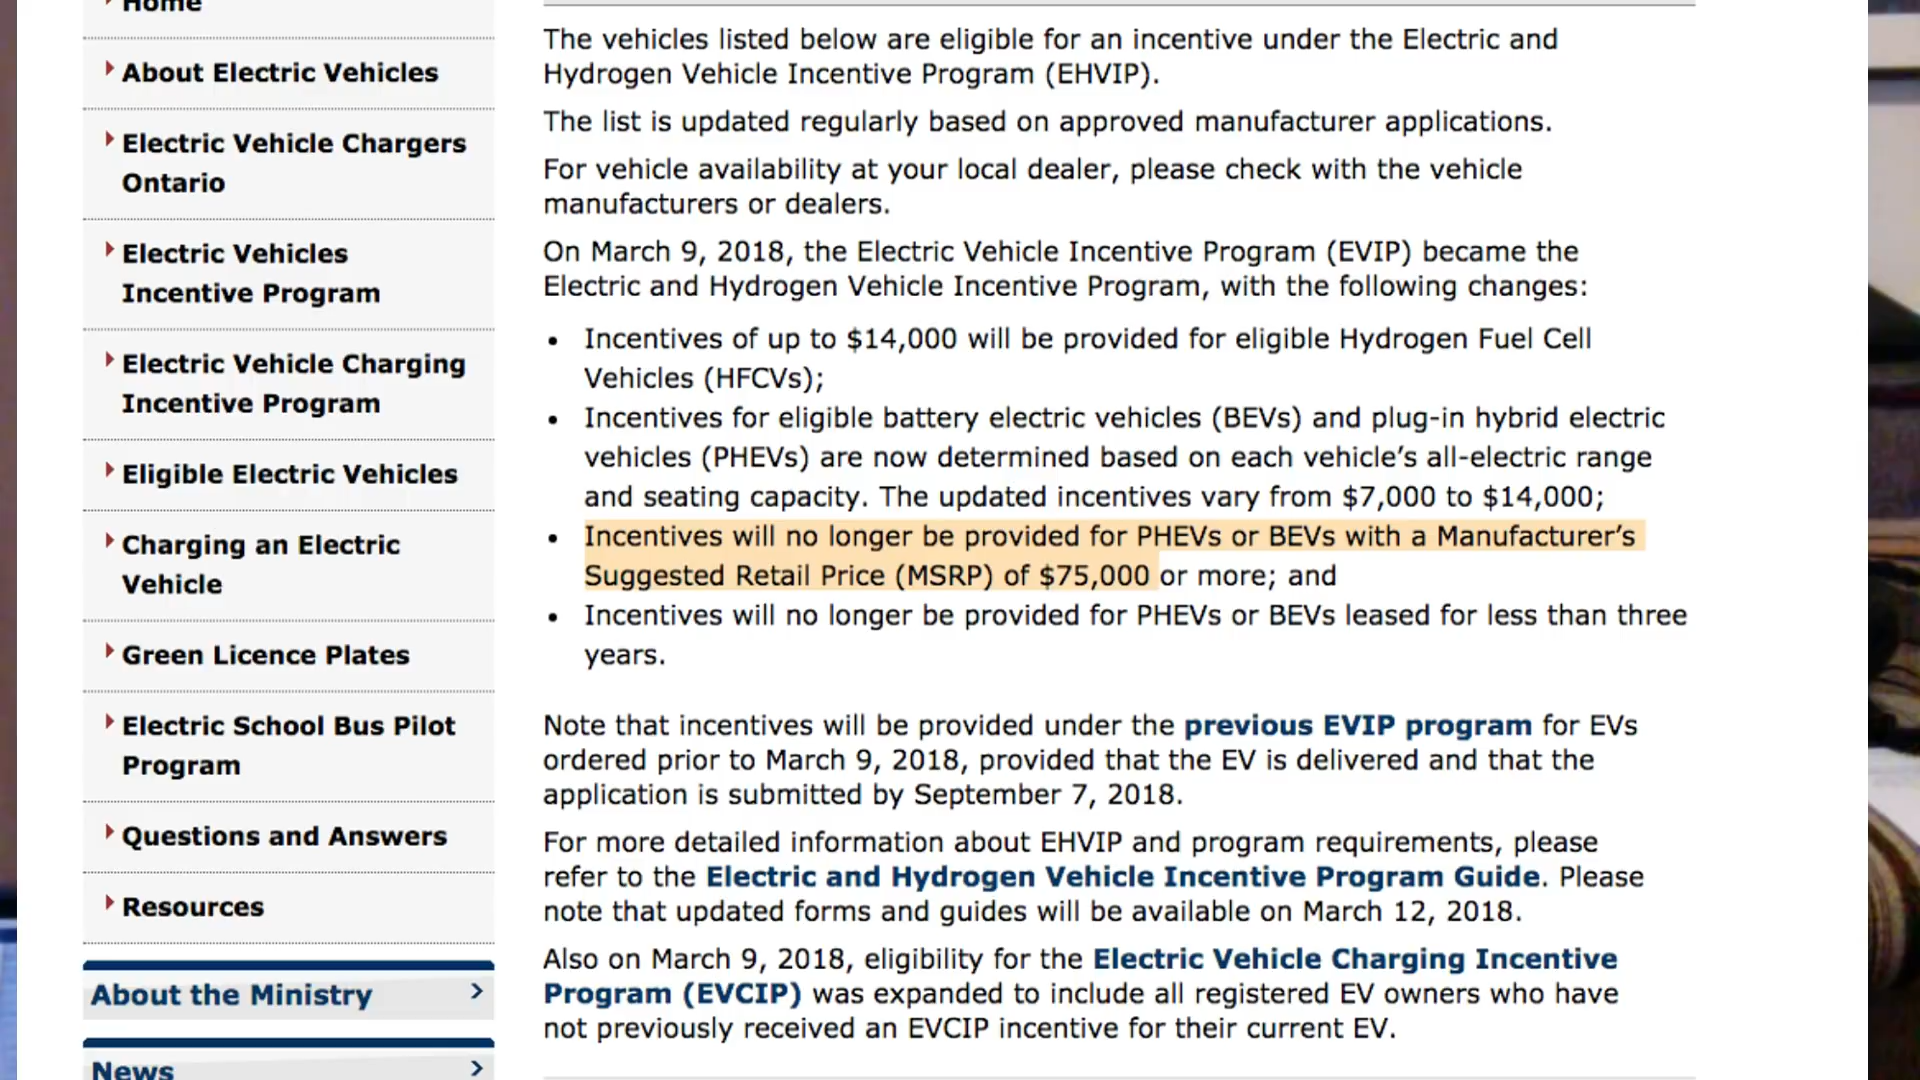 Home
About Electric Vehicles
Electric Vehicle Chargers
Ontario
Electric Vehicles
Incentive Program
Electric Vehicle Charging
Incentive Program
Eligible Electric Vehicles
Charging an Electric
Vehicle
Green Licence Plates
Electric School Bus Pilot
Program
Questions and Answers
Resources
About the Ministry
News
The vehicles listed below are eligible for an incentive under the Electric and
Hydrogen Vehicle Incentive Program (EHVIP).
The list is updated regularly based on approved manufacturer applications.
For vehicle availability at your local dealer, please check with the vehicle
manufacturers or dealers.
On March 9, 2018, the Electric Vehicle Incentive Program (EVIP) became the
Electric and Hydrogen Vehicle Incentive Program, with the following changes:
• Incentives of up to $14,000 will be provided for eligible Hydrogen Fuel Cell
Vehicles (HFCVs);
• Incentives for eligible battery electric vehicles (BEVs) and plug-in hybrid electric
vehicles (PHEVs) are now determined based on each vehicle’s all-electric range
and seating capacity. The updated incentives vary from $7,000 to $14,000;
• Incentives will no longer be provided for PHEVs or BEVs with a Manufacturer’s
Suggested Retail Price (MSRP) of $75,000 or more; and
• Incentives will no longer be provided for PHEVs or BEVs leased for less than three
years.
Note that incentives will be provided under the previous EVIP program for EVs
ordered prior to March 9, 2018, provided that the EV is delivered and that the
application is submitted by September 7, 2018.
For more detailed information about EHVIP and program requirements, please
refer to the Electric and Hydrogen Vehicle Incentive Program Guide. Please
note that updated forms and guides will be available on March 12, 2018.
Also on March 9, 2018, eligibility for the Electric Vehicle Charging Incentive
Program (EVCIP) was expanded to include all registered EV owners who have
not previously received an EVCIP incentive for their current EV.